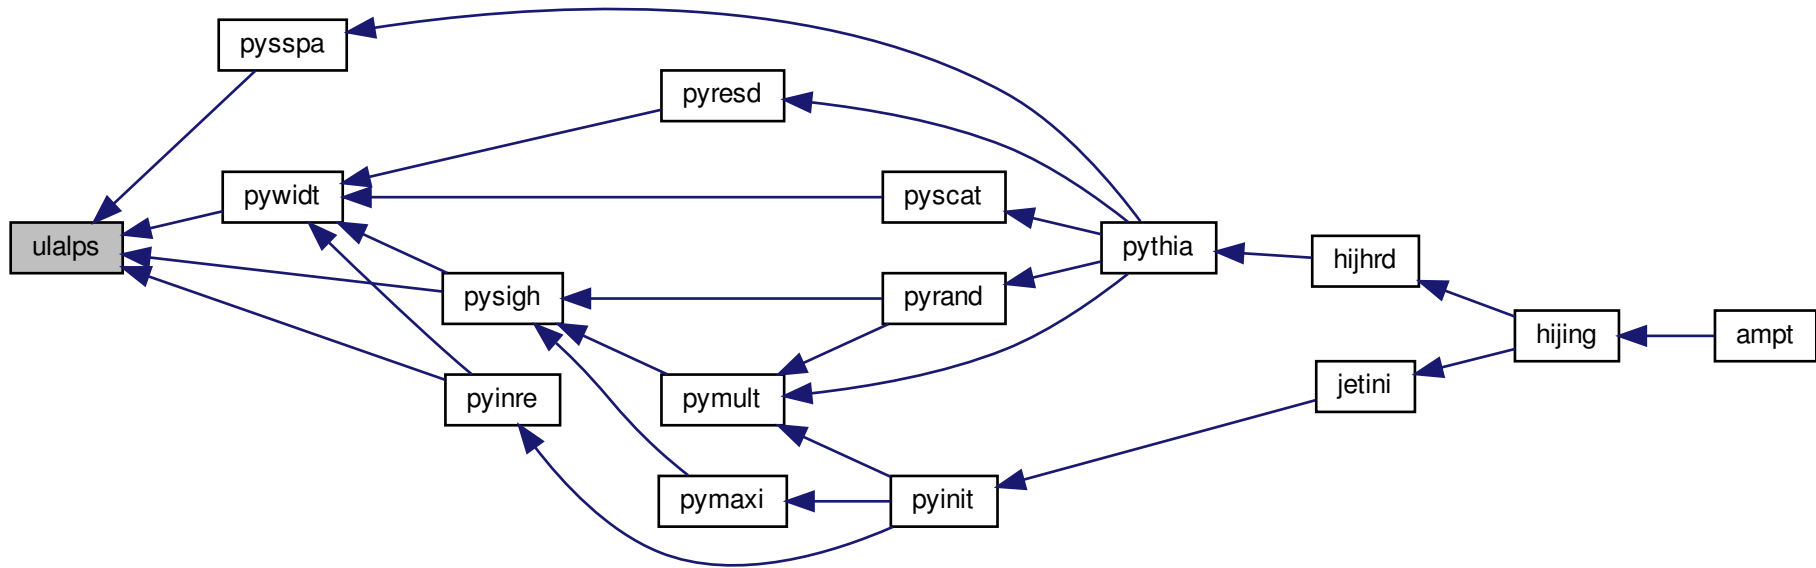 pysspa
pyresd
pywidt
pyscat
ulalps
pythia
hijhrd
pysigh
pyrand
hijing
ampt
jetini
pyinre
pymult
pymaxi
pyinit